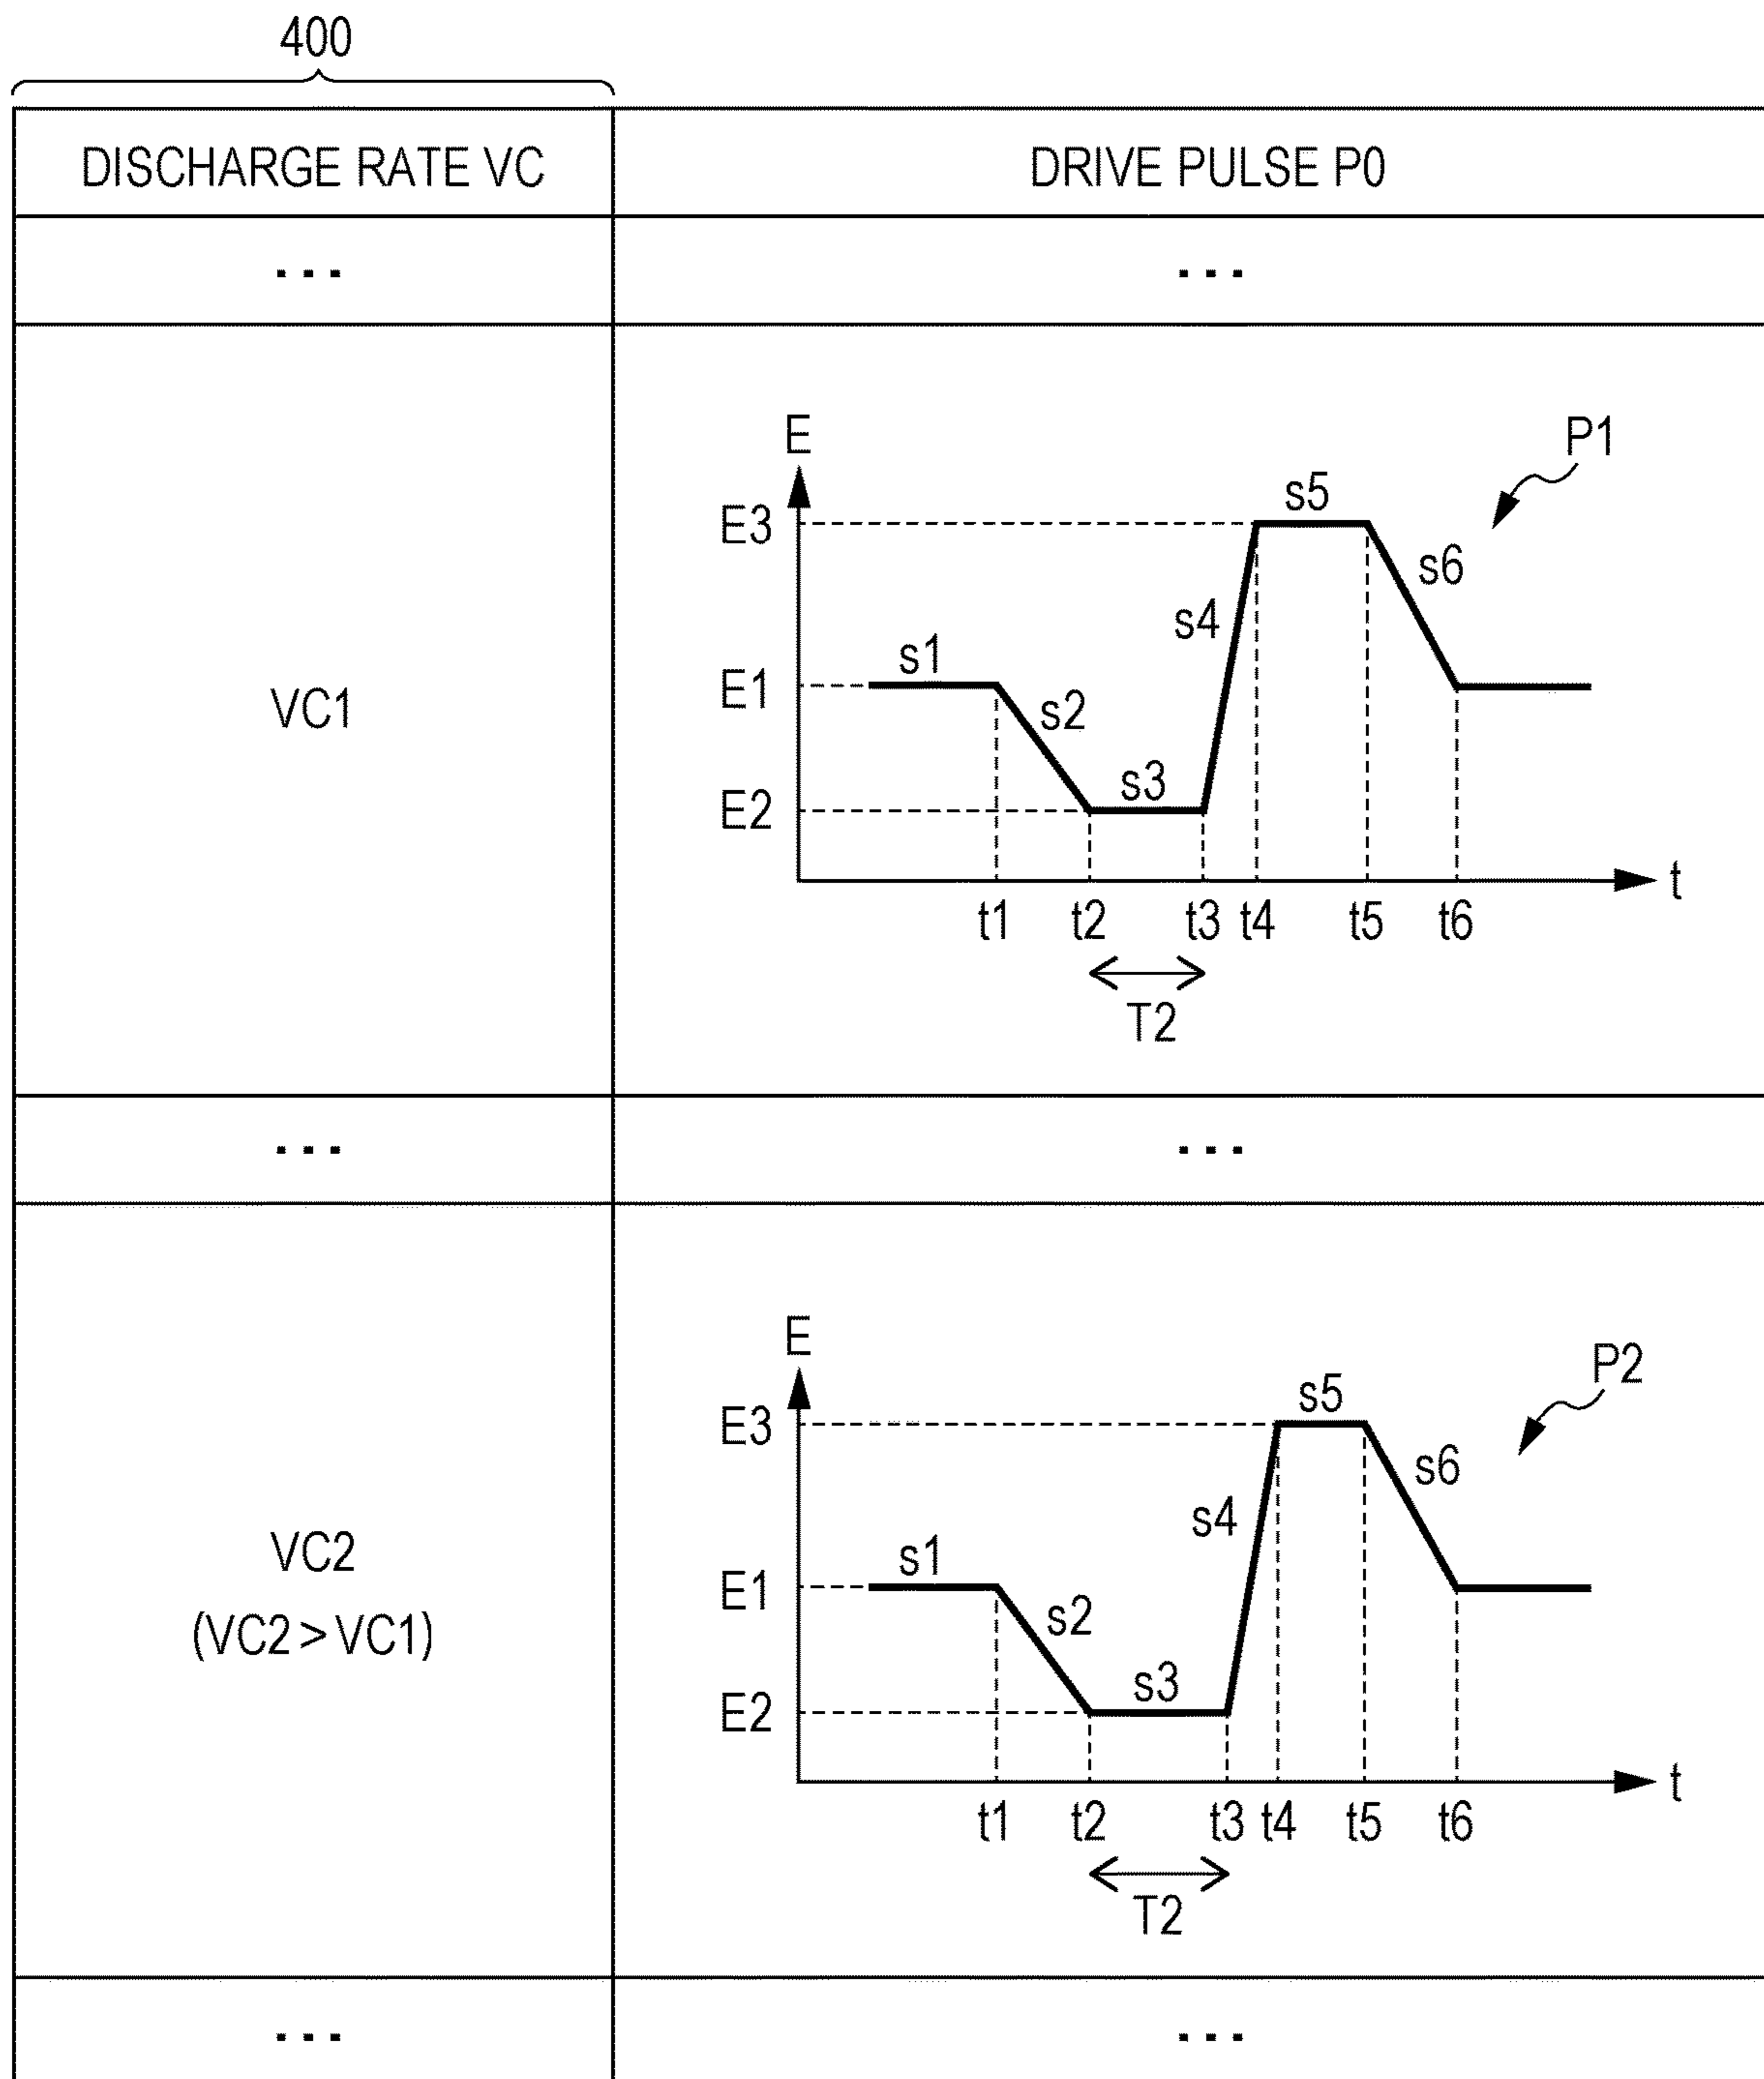 400
DISCHARGE RATE VC
DRIVE PULSE P0
... ...
VC1
E
P1
E3
s5
s6
s4
E1
s1
s2
s3
E2
t
t1 t2 t3 t4 t5 t6
T2
... ...
VC2
(VC2 > VC1)
E
P2
E3
s5
s6
s4
E1
s1
s2
s3
E2
t
t1 t2 t3 t4 t5 t6
T2
... ...